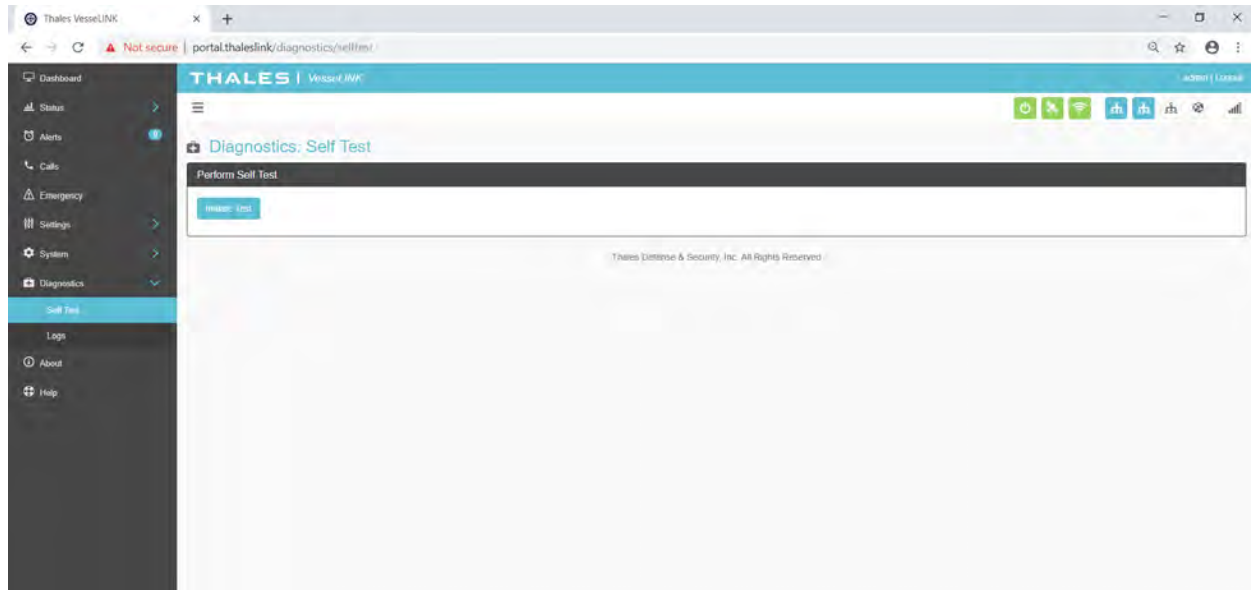 Thales VesseLINK
Not secure | portal.thaleslink/diagnostics/selftest
Dashboard
THALES | VesseLINK
admin | Logout
Status
Alerts
Diagnostics: Self Test
Calls
Perform Self Test
Emergency
Initiate Test
Settings
System
Thales Defense & Security, Inc. All Rights Reserved.
Diagnostics
Self Test
Logs
About
Help